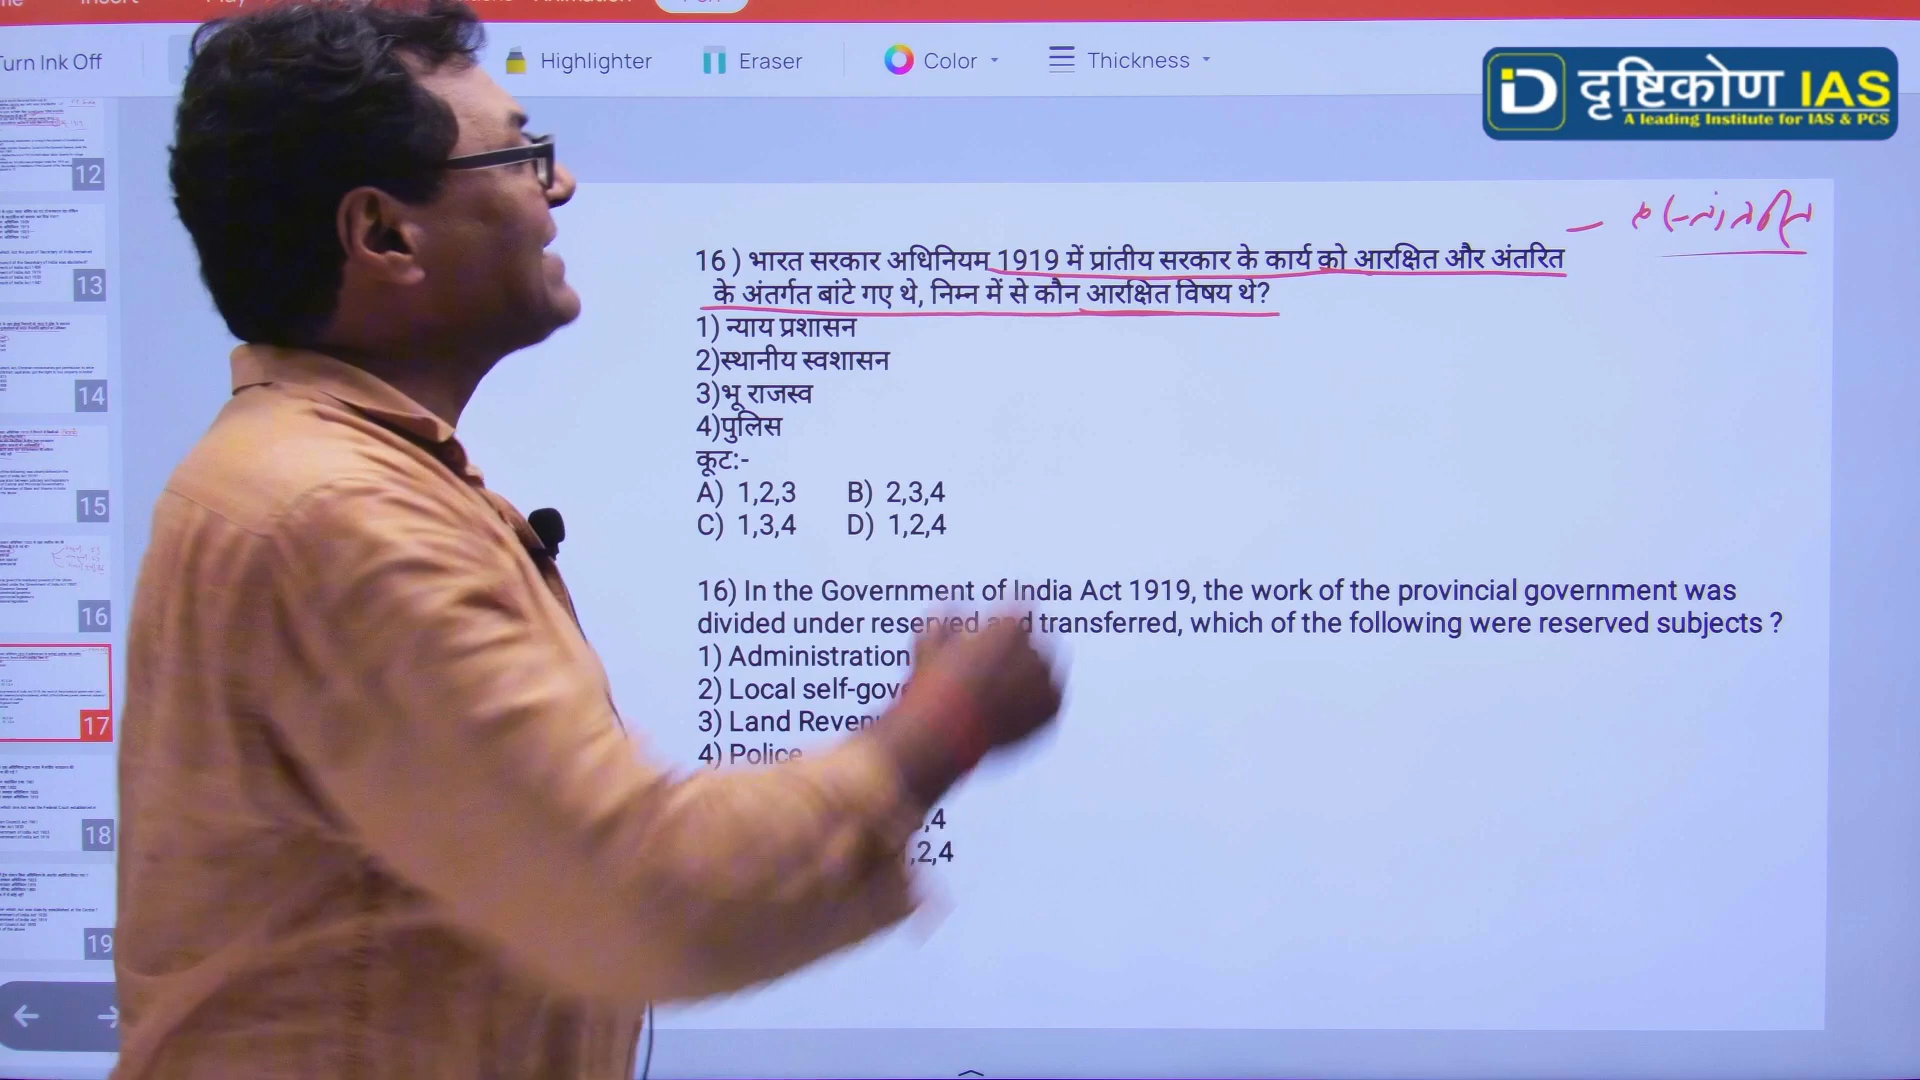 Turn Ink Off
Highlighter
Eraser
Color
Thickness
iD दृष्टिकोण IAS
A leading Institute for IAS & PCS
16 ) भारत सरकार अधिनियम 1919 में प्रांतीय सरकार के कार्य को आरक्षित और अंतरित
के अंतर्गत बांटे गए थे, निम्न में से कौन आरक्षित विषय थे?
1) न्याय प्रशासन
2)स्थानीय स्वशासन
3)भू राजस्व
4)पुलिस
कूट:-
A) 1,2,3 B) 2,3,4
C) 1,3,4 D) 1,2,4
16) In the Government of India Act 1919, the work of the provincial government was
divided under reserved and transferred, which of the following were reserved subjects ?
1) Administration
2) Local self-gov
3) Land Reven
4) Police
,4
,2,4
12
13
14
15
16
17
18
19